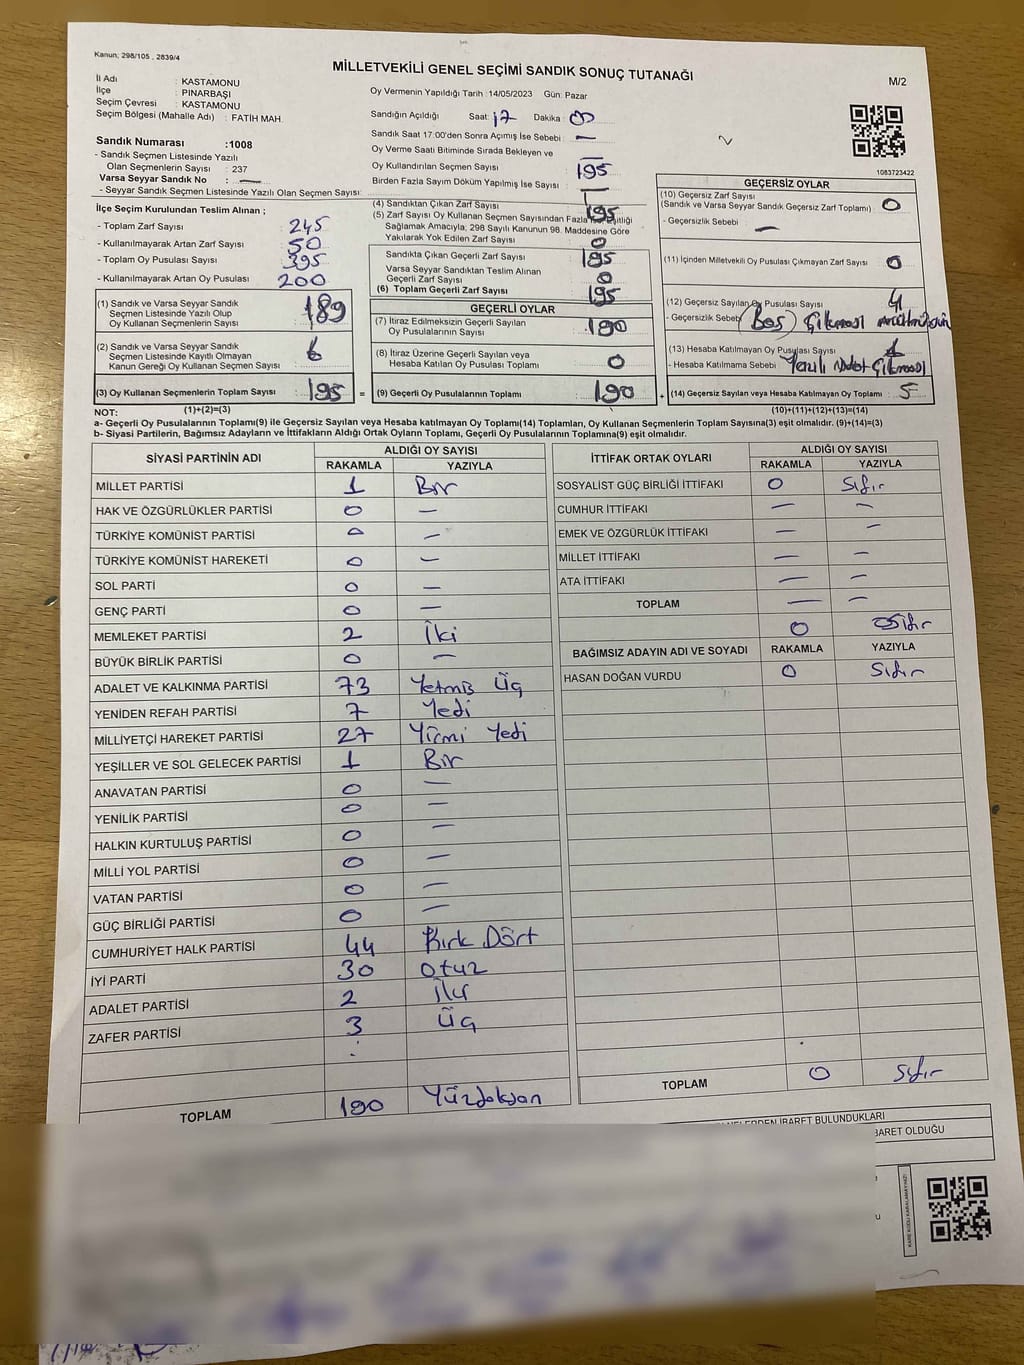 Kanun; 298/105 , 2839/4
MİLLETVEKİLİ GENEL SEÇİMİ SANDIK SONUÇ TUTANAĞI
M/2
İl Adı : KASTAMONU
İlçe : PINARBAŞI
Seçim Çevresi : KASTAMONU
Seçim Bölgesi (Mahalle Adı) : FATİH MAH.
Sandık Numarası :1008
- Sandık Seçmen Listesinde Yazılı
Olan Seçmenlerin Sayısı : 237
Varsa Seyyar Sandık No : —
- Seyyar Sandık Seçmen Listesinde Yazılı Olan Seçmen Sayısı:
Oy Vermenin Yapıldığı Tarih :14/05/2023 Gün: Pazar
Sandığın Açıldığı Saat: 17 Dakika : 00
Sandık Saat 17:00'den Sonra Açımış İse Sebebi : —
Oy Verme Saati Bitiminde Sırada Bekleyen ve
Oy Kullandırılan Seçmen Sayısı : 195
Birden Fazla Sayım Döküm Yapılmış İse Sayısı : —
1083723422
İlçe Seçim Kurulundan Teslim Alınan ;
- Toplam Zarf Sayısı : 245
- Kullanılmayarak Artan Zarf Sayısı : 50
- Toplam Oy Pusulası Sayısı : 395
- Kullanılmayarak Artan Oy Pusulası : 200
(1) Sandık ve Varsa Seyyar Sandık
Seçmen Listesinde Yazılı Olup
Oy Kullanan Seçmenlerin Sayısı : 189
(2) Sandık ve Varsa Seyyar Sandık
Seçmen Listesinde Kayıtlı Olmayan
Kanun Gereği Oy Kullanan Seçmen Sayısı : 6
(3) Oy Kullanan Seçmenlerin Toplam Sayısı : 195 =
(4) Sandıktan Çıkan Zarf Sayısı : 195
(5) Zarf Sayısı Oy Kullanan Seçmen Sayısından Fazla İse, Eşitliği
Sağlamak Amacıyla; 298 Sayılı Kanunun 98. Maddesine Göre
Yakılarak Yok Edilen Zarf Sayısı : 0
Sandıkta Çıkan Geçerli Zarf Sayısı : 195
Varsa Seyyar Sandıktan Teslim Alınan
Geçerli Zarf Sayısı : 0
(6) Toplam Geçerli Zarf Sayısı : 195
GEÇERLİ OYLAR
(7) İtiraz Edilmeksizin Geçerli Sayılan
Oy Pusulalarının Sayısı : 190
(8) İtiraz Üzerine Geçerli Sayılan veya
Hesaba Katılan Oy Pusulası Toplamı : 0
(9) Geçerli Oy Pusulalarının Toplamı : 190 +
GEÇERSİZ OYLAR
(10) Geçersiz Zarf Sayısı
(Sandık ve Varsa Seyyar Sandık Geçersiz Zarf Toplamı) : 0
- Geçersizlik Sebebi : —
(11) İçinden Milletvekili Oy Pusulası Çıkmayan Zarf Sayısı : 0
(12) Geçersiz Sayılan Oy Pusulası Sayısı : 4
- Geçersizlik Sebebi : (Boş) Çıkması
(13) Hesaba Katılmayan Oy Pusulası Sayısı : 1
- Hesaba Katılmama Sebebi : Yazılı Çıkması
(14) Geçersiz Sayılan veya Hesaba Katılmayan Oy Toplamı : 5
NOT: (1)+(2)=(3) (10)+(11)+(12)+(13)=(14)
a- Geçerli Oy Pusulalarının Toplamı(9) ile Geçersiz Sayılan veya Hesaba katılmayan Oy Toplamı(14) Toplamları, Oy Kullanan Seçmenlerin Toplam Sayısına(3) eşit olmalıdır. (9)+(14)=(3)
b- Siyasi Partilerin, Bağımsız Adayların ve İttifakların Aldığı Ortak Oyların Toplamı, Geçerli Oy Pusulalarının Toplamına(9) eşit olmalıdır.
SİYASİ PARTİNİN ADI ALDIĞI OY SAYISI
RAKAMLA YAZIYLA
MİLLET PARTİSİ 1 Bir
HAK VE ÖZGÜRLÜKLER PARTİSİ 0 —
TÜRKİYE KOMÜNİST PARTİSİ 0 —
TÜRKİYE KOMÜNİST HAREKETİ 0 —
SOL PARTİ 0 —
GENÇ PARTİ 0 —
MEMLEKET PARTİSİ 2 İki
BÜYÜK BİRLİK PARTİSİ 0 —
ADALET VE KALKINMA PARTİSİ 73 Yetmiş Üç
YENİDEN REFAH PARTİSİ 7 Yedi
MİLLİYETÇİ HAREKET PARTİSİ 27 Yirmi Yedi
YEŞİLLER VE SOL GELECEK PARTİSİ 1 Bir
ANAVATAN PARTİSİ 0 —
YENİLİK PARTİSİ 0 —
HALKIN KURTULUŞ PARTİSİ 0 —
MİLLİ YOL PARTİSİ 0 —
VATAN PARTİSİ 0 —
GÜÇ BİRLİĞİ PARTİSİ 0 —
CUMHURİYET HALK PARTİSİ 44 Kırk Dört
İYİ PARTİ 30 Otuz
ADALET PARTİSİ 2 İki
ZAFER PARTİSİ 3 Üç
TOPLAM 190 Yüzdoksan
İTTİFAK ORTAK OYLARI ALDIĞI OY SAYISI
RAKAMLA YAZIYLA
SOSYALİST GÜÇ BİRLİĞİ İTTİFAKI 0 Sıfır
CUMHUR İTTİFAKI — —
EMEK VE ÖZGÜRLÜK İTTİFAKI — —
MİLLET İTTİFAKI — —
ATA İTTİFAKI — —
TOPLAM — —
0 Sıfır
BAĞIMSIZ ADAYIN ADI VE SOYADI RAKAMLA YAZIYLA
HASAN DOĞAN VURDU 0 Sıfır
TOPLAM 0 Sıfır
İBARET BULUNDUKLARI
İBARET OLDUĞU
KARE KODU KARALAMAYINIZ!